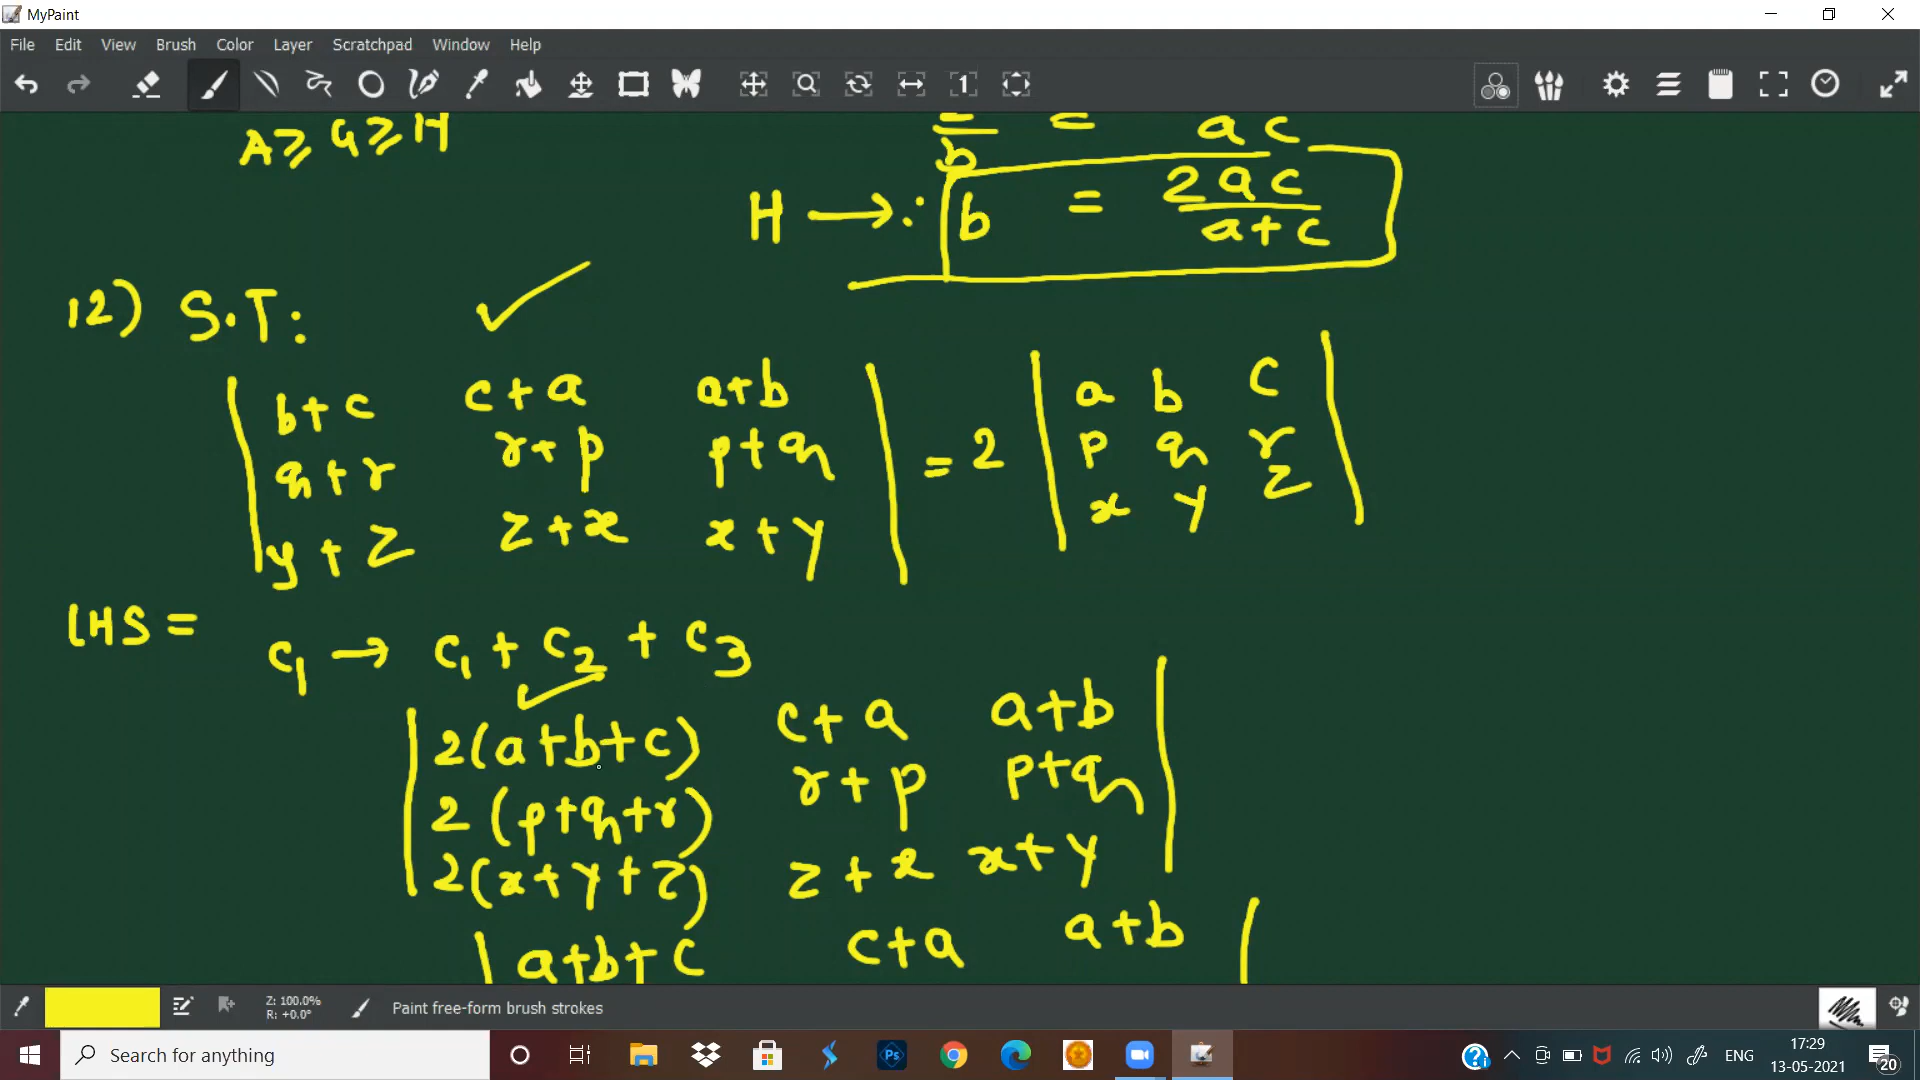 MyPaint
File Edit View Brush Color Layer Scratchpad Window Help
A ≥ G ≥ H
b = ac
H → ∴ b = 2ac
a+c
12) S.T:
b+c c+a a+b = 2 a b c
q+r r+p p+q p q r
y+z z+x x+y x y z
LHS =
C1 → C1 + C2 + C3
2(a+b+c) c+a a+b
2(p+q+r) r+p p+q
2(x+y+z) z+x x+y
a+b+c c+a a+b
Z: 100.0%
R: +0.0°
Paint free-form brush strokes
Search for anything
Ps
ENG
17:29
13-05-2021
20